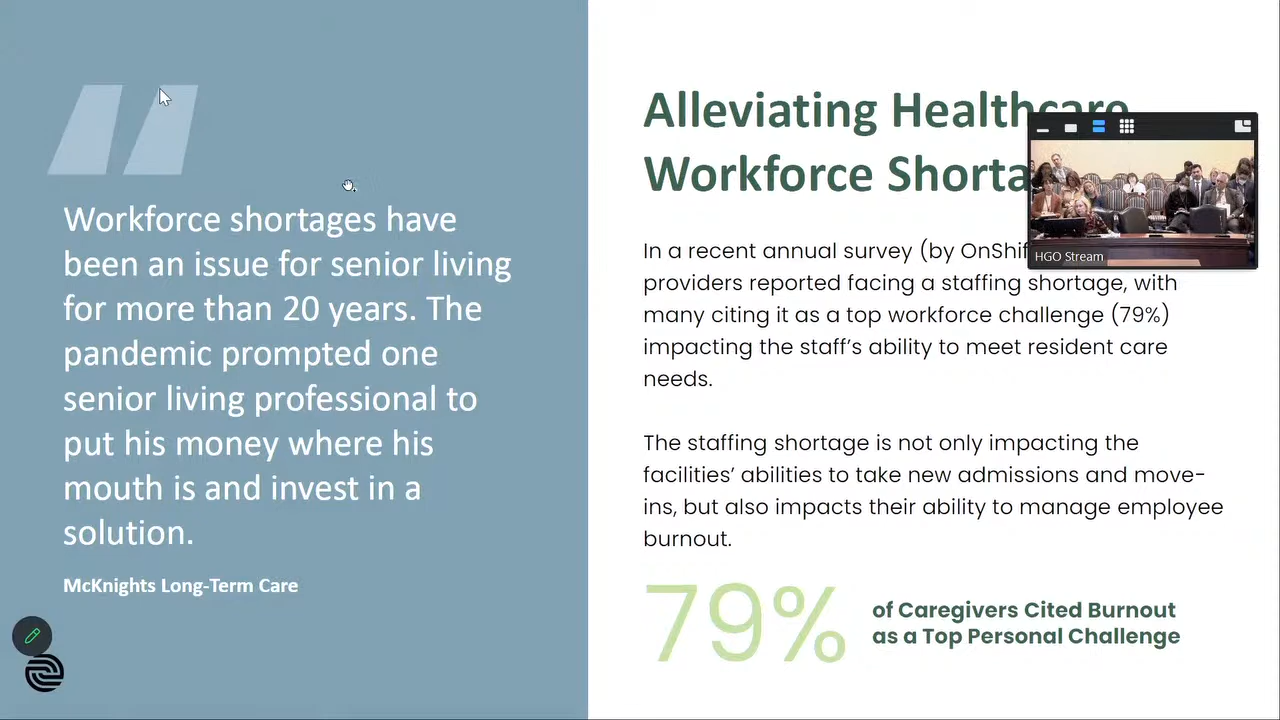 Workforce shortages have
been an issue for senior living
for more than 20 years. The
pandemic prompted one
senior living professional to
put his money where his
mouth is and invest in a
solution.
McKnights Long-Term Care
Alleviating Healthcare
Workforce
In a recent annual survey (by
providers reported facing a staffing shortage, with
many citing it as a top workforce challenge (79%)
impacting the staff's ability to meet resident care
needs.
The staffing shortage is not only impacting the
facilities' abilities to take new admissions and move-
ins, but also impacts their ability to manage employee
burnout.
79%
of Caregivers Cited Burnout
as a Top Personal Challenge
HGO Stream